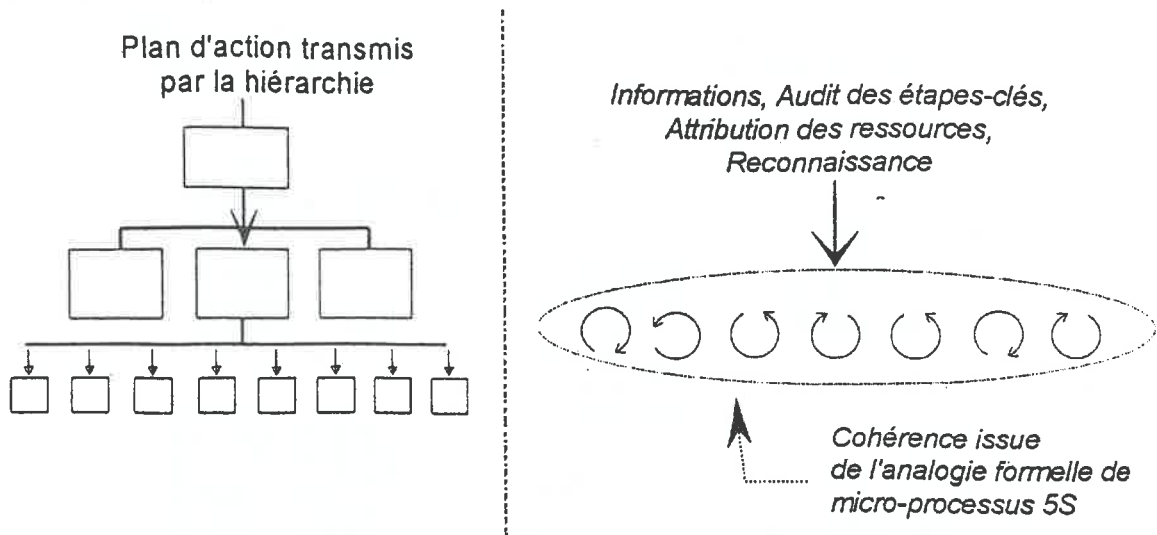 Plan d'action transmis
par la hiérarchie
Informations, Audit des étapes-clés,
Attribution des ressources,
Reconnaissance
Cohérence issue
de l'analogie formelle de
micro-processus 5S